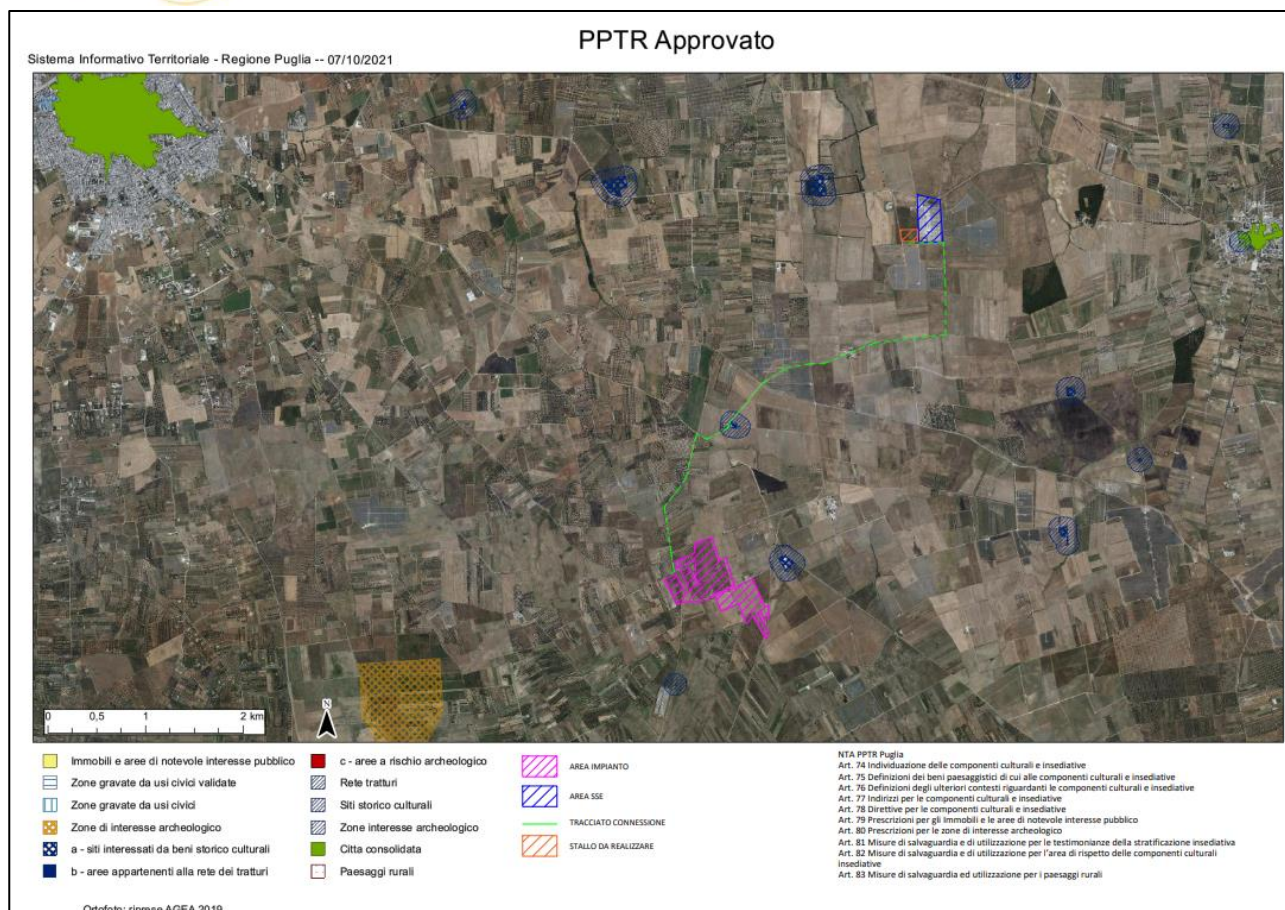 PPTR Approvato
Sistema Informativo Territoriale - Regione Puglia -- 07/10/2021
0 0,5 1 2 km
N
Immobili e aree di notevole interesse pubblico
Zone gravate da usi civici validate
Zone gravate da usi civici
Zone di interesse archeologico
a - siti interessati da beni storico culturali
b - aree appartenenti alla rete dei tratturi
c - aree a rischio archeologico
Rete tratturi
Siti storico culturali
Zone interesse archeologico
Citta consolidata
Paesaggi rurali
AREA IMPIANTO
AREA SSE
TRACCIATO CONNESSIONE
STALLO DA REALIZZARE
NTA PPTR Puglia
Art. 74 Individuazione delle componenti culturali e insediative
Art. 75 Definizioni dei beni paesaggistici di cui alle componenti culturali e insediative
Art. 76 Definizioni degli ulteriori contesti riguardanti le componenti culturali e insediative
Art. 77 Indirizzi per le componenti culturali e insediative
Art. 78 Direttive per le componenti culturali e insediative
Art. 79 Prescrizioni per gli Immobili e le aree di notevole interesse pubblico
Art. 80 Prescrizioni per le zone di interesse archeologico
Art. 81 Misure di salvaguardia e di utilizzazione per le testimonianze della stratificazione insediativa
Art. 82 Misure di salvaguardia e di utilizzazione per l'area di rispetto delle componenti culturali
insediative
Art. 83 Misure di salvaguardia ed utilizzazione per i paesaggi rurali
Ortofoto: riprese AGEA 2019